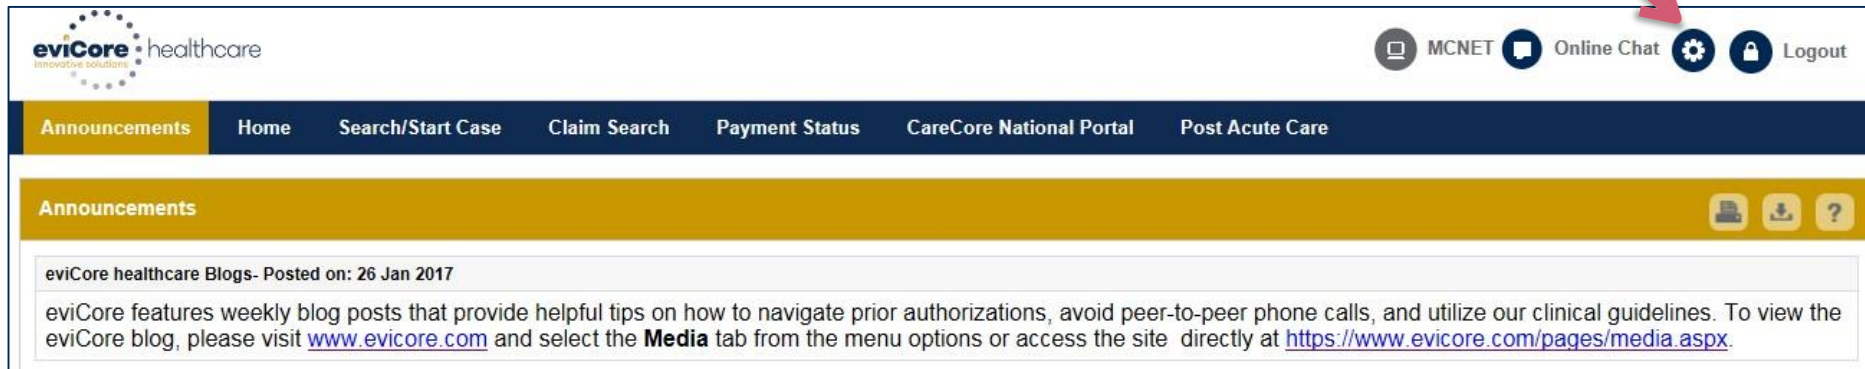 eviCore healthcare
innovative solutions
MCNET Online Chat Logout
Announcements Home Search/Start Case Claim Search Payment Status CareCore National Portal Post Acute Care
Announcements
?
eviCore healthcare Blogs- Posted on: 26 Jan 2017
eviCore features weekly blog posts that provide helpful tips on how to navigate prior authorizations, avoid peer-to-peer phone calls, and utilize our clinical guidelines. To view the
eviCore blog, please visit www.evicore.com and select the Media tab from the menu options or access the site directly at https://www.evicore.com/pages/media.aspx.